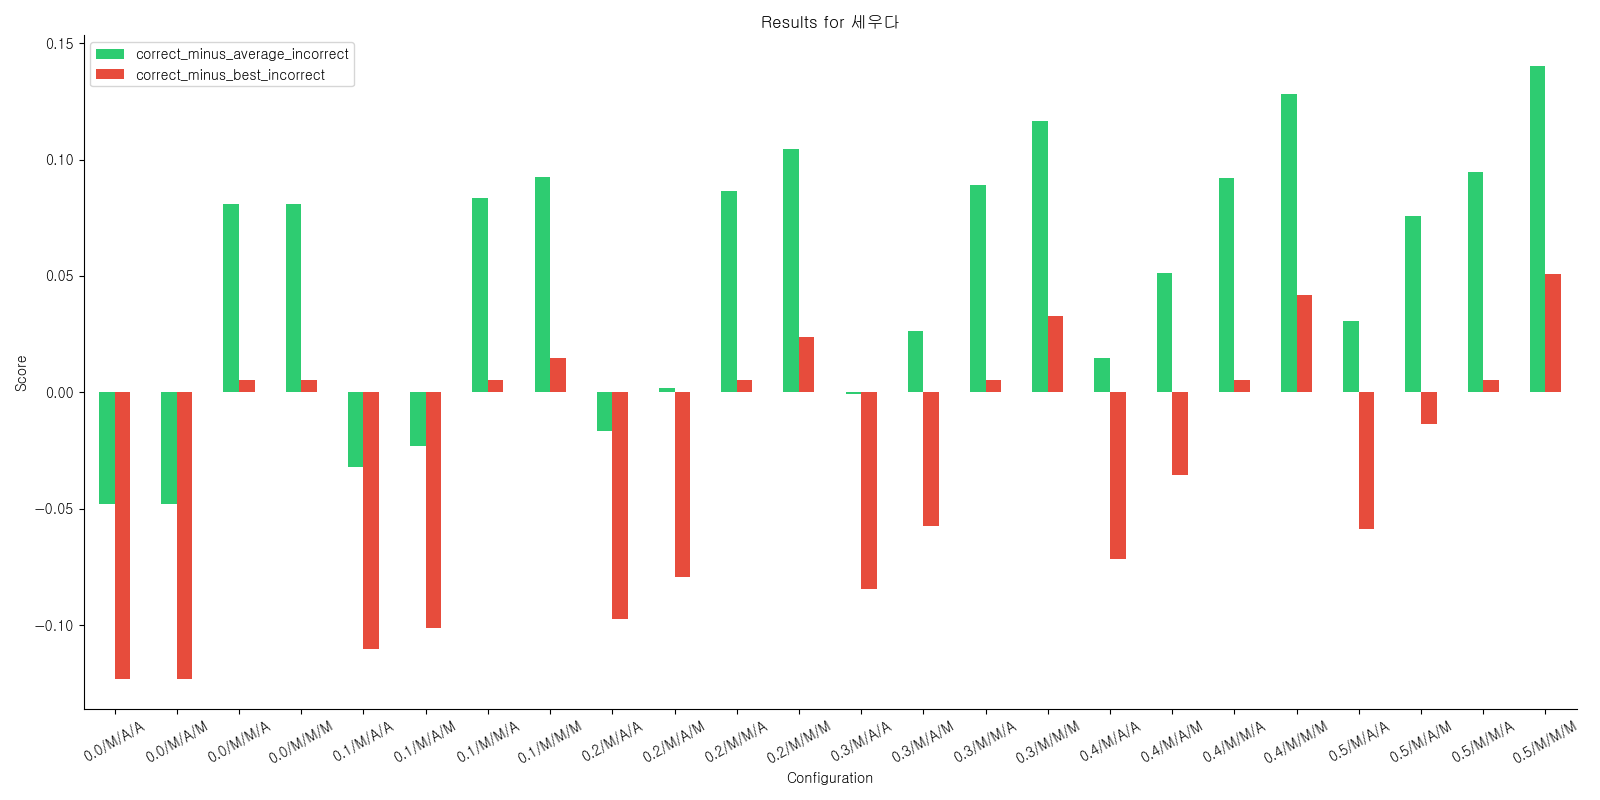 Results for 세우다
correct_minus_average_incorrect
correct_minus_best_incorrect
0.15
0.10
0.05
0.00
−0.05
−0.10
Score
0.0/M/A/A
0.0/M/A/M
0.0/M/M/A
0.0/M/M/M
0.1/M/A/A
0.1/M/A/M
0.1/M/M/A
0.1/M/M/M
0.2/M/A/A
0.2/M/A/M
0.2/M/M/A
0.2/M/M/M
0.3/M/A/A
0.3/M/A/M
0.3/M/M/A
0.3/M/M/M
0.4/M/A/A
0.4/M/A/M
0.4/M/M/A
0.4/M/M/M
0.5/M/A/A
0.5/M/A/M
0.5/M/M/A
0.5/M/M/M
Configuration